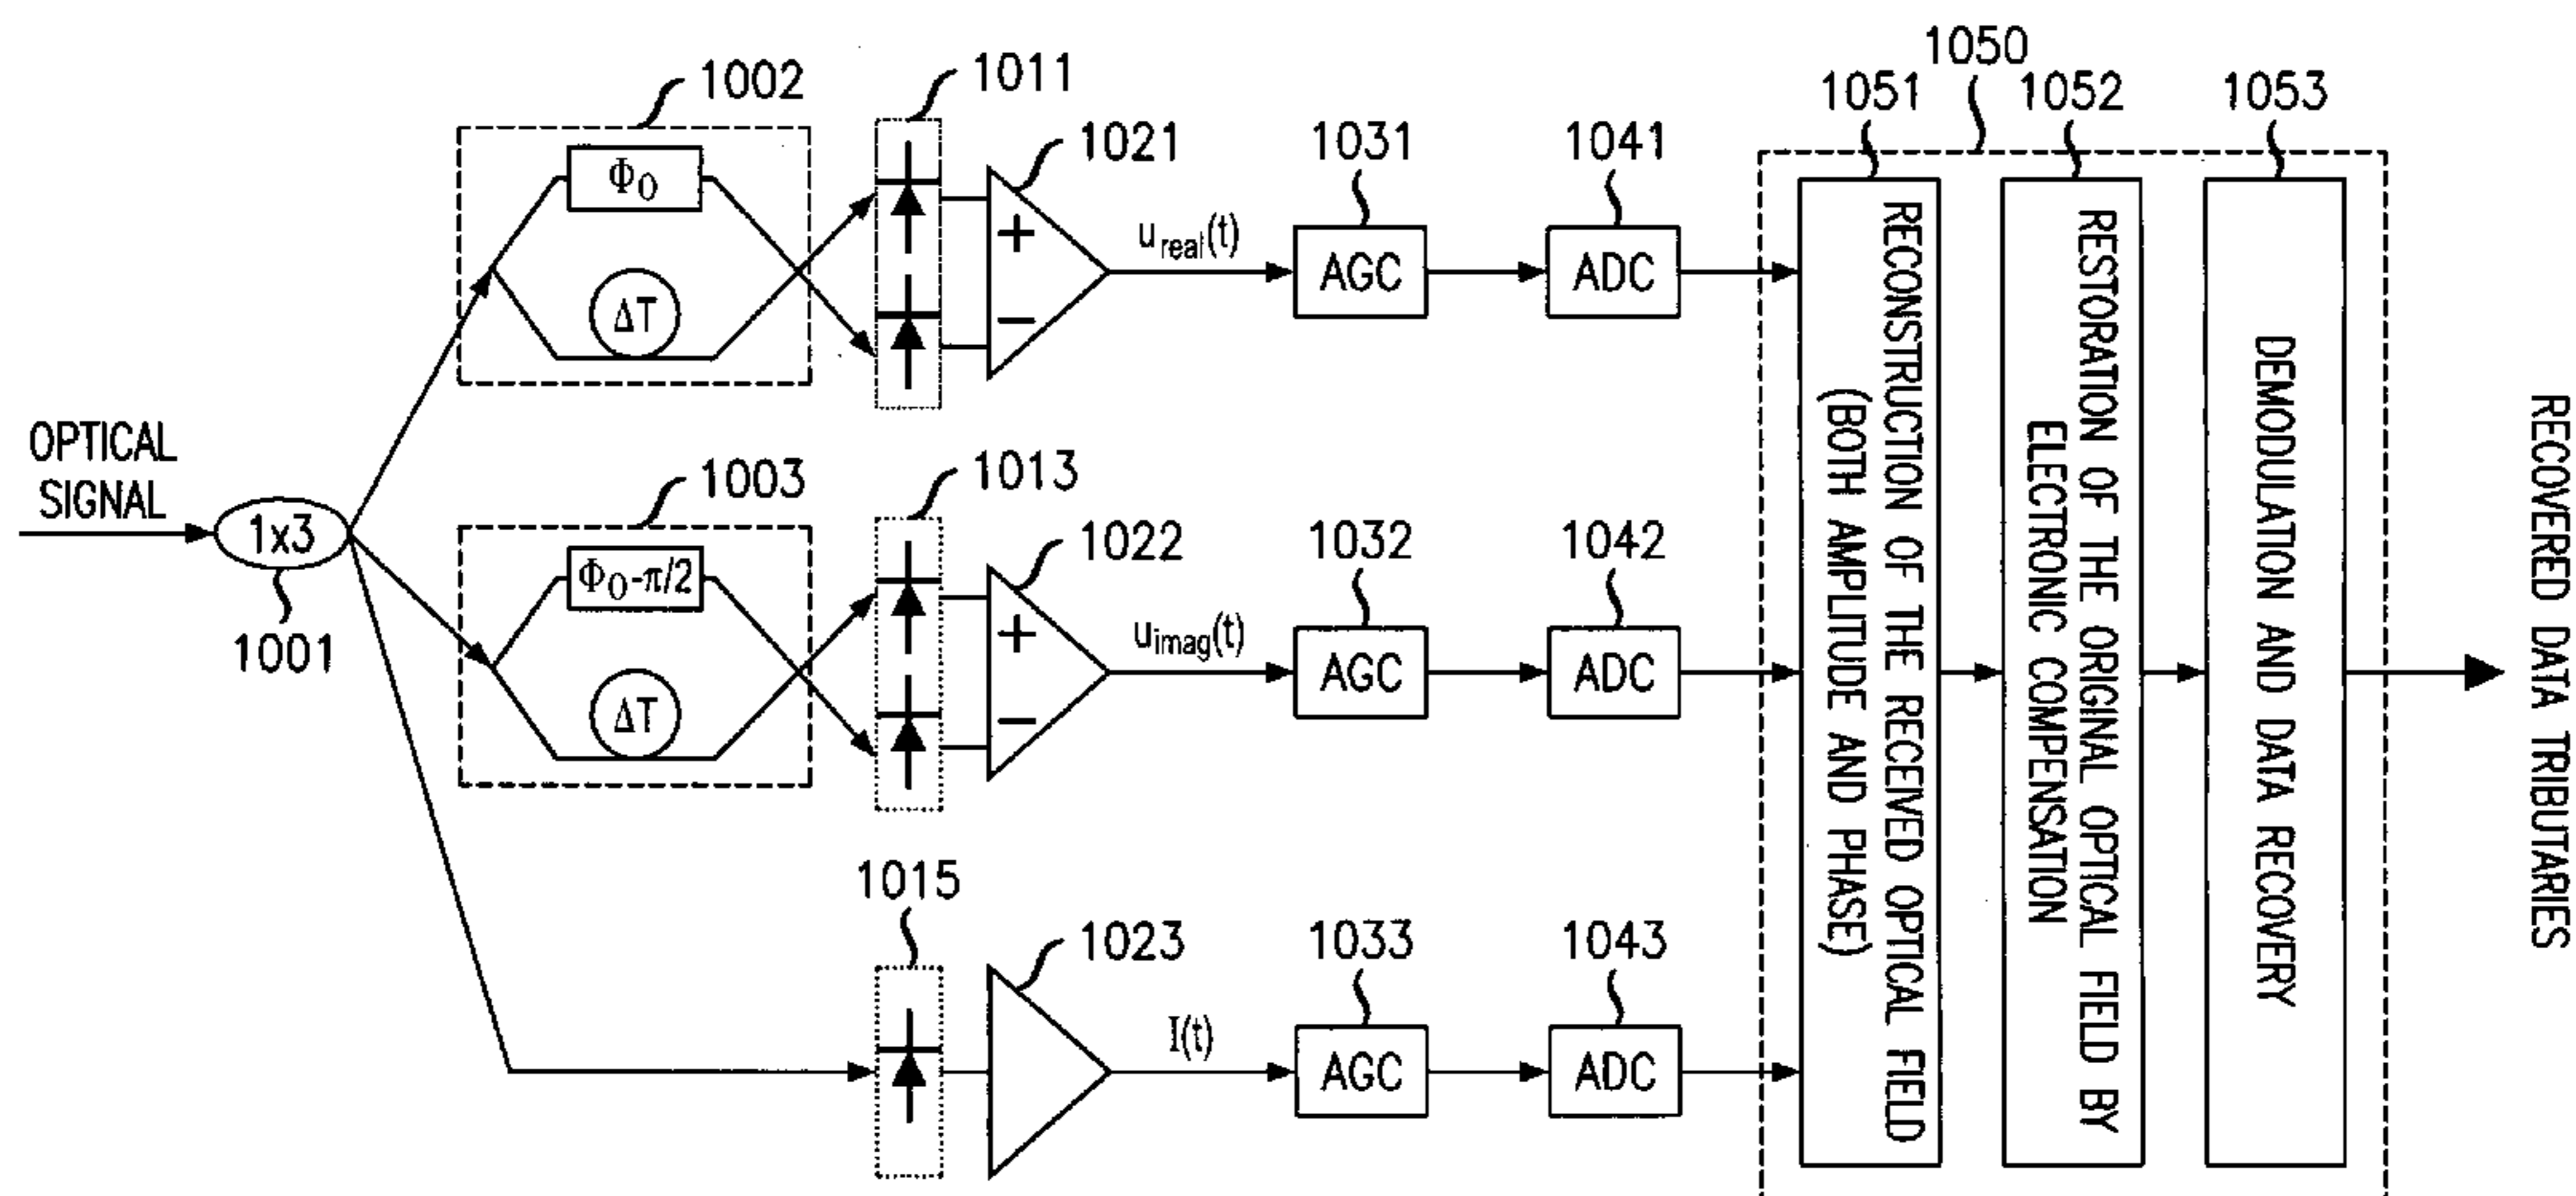 1050
1051
1052
1053
1002
1011
1021
1031
1041
Φ0
ΔT
+
−
u real(t)
AGC
ADC
OPTICAL
SIGNAL
1x3
1001
1003
1013
1022
1032
1042
Φ0-π/2
ΔT
+
−
u imag(t)
AGC
ADC
1015
1023
1033
1043
I(t)
AGC
ADC
RECONSTRUCTION OF THE RECEIVED OPTICAL FIELD
(BOTH AMPLITUDE AND PHASE)
RESTORATION OF THE ORIGINAL OPTICAL FIELD BY
ELECTRONIC COMPENSATION
DEMODULATION AND DATA RECOVERY
RECOVERED DATA TRIBUTARIES